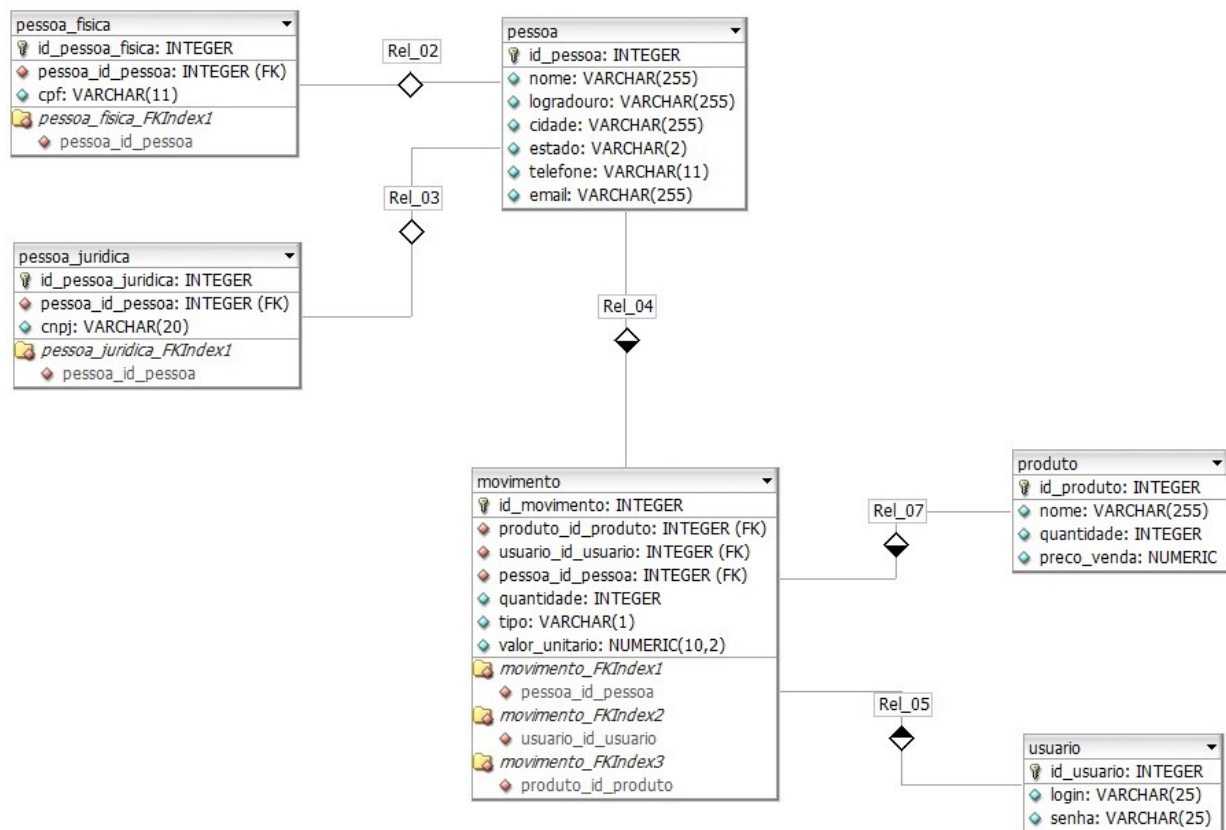 pessoa_fisica
id_pessoa_fisica: INTEGER
pessoa_id_pessoa: INTEGER (FK)
cpf: VARCHAR(11)
pessoa_fisica_FKIndex1
pessoa_id_pessoa
Rel_02
pessoa
id_pessoa: INTEGER
nome: VARCHAR(255)
logradouro: VARCHAR(255)
cidade: VARCHAR(255)
estado: VARCHAR(2)
telefone: VARCHAR(11)
email: VARCHAR(255)
Rel_03
pessoa_juridica
id_pessoa_juridica: INTEGER
pessoa_id_pessoa: INTEGER (FK)
cnpj: VARCHAR(20)
pessoa_juridica_FKIndex1
pessoa_id_pessoa
Rel_04
movimento
id_movimento: INTEGER
produto_id_produto: INTEGER (FK)
usuario_id_usuario: INTEGER (FK)
pessoa_id_pessoa: INTEGER (FK)
quantidade: INTEGER
tipo: VARCHAR(1)
valor_unitario: NUMERIC(10,2)
movimento_FKIndex1
pessoa_id_pessoa
movimento_FKIndex2
usuario_id_usuario
movimento_FKIndex3
produto_id_produto
Rel_07
produto
id_produto: INTEGER
nome: VARCHAR(255)
quantidade: INTEGER
preco_venda: NUMERIC
Rel_05
usuario
id_usuario: INTEGER
login: VARCHAR(25)
senha: VARCHAR(25)